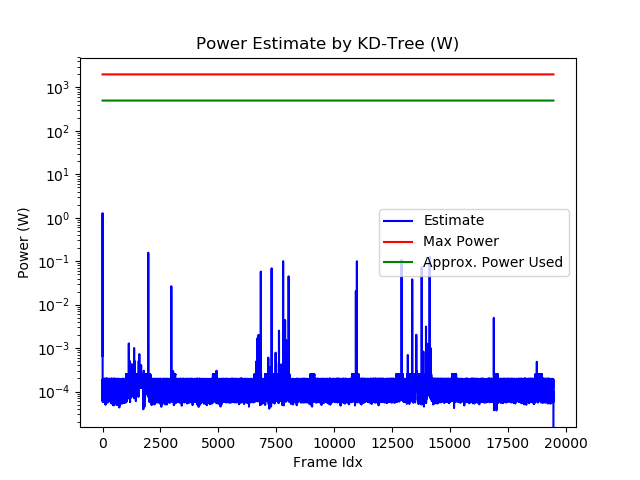 Power Estimate by KD-Tree (W)
Power (W)
10³
10²
10¹
10⁰
10⁻¹
10⁻²
10⁻³
10⁻⁴
Estimate
Max Power
Approx. Power Used
0 2500 5000 7500 10000 12500 15000 17500 20000
Frame Idx